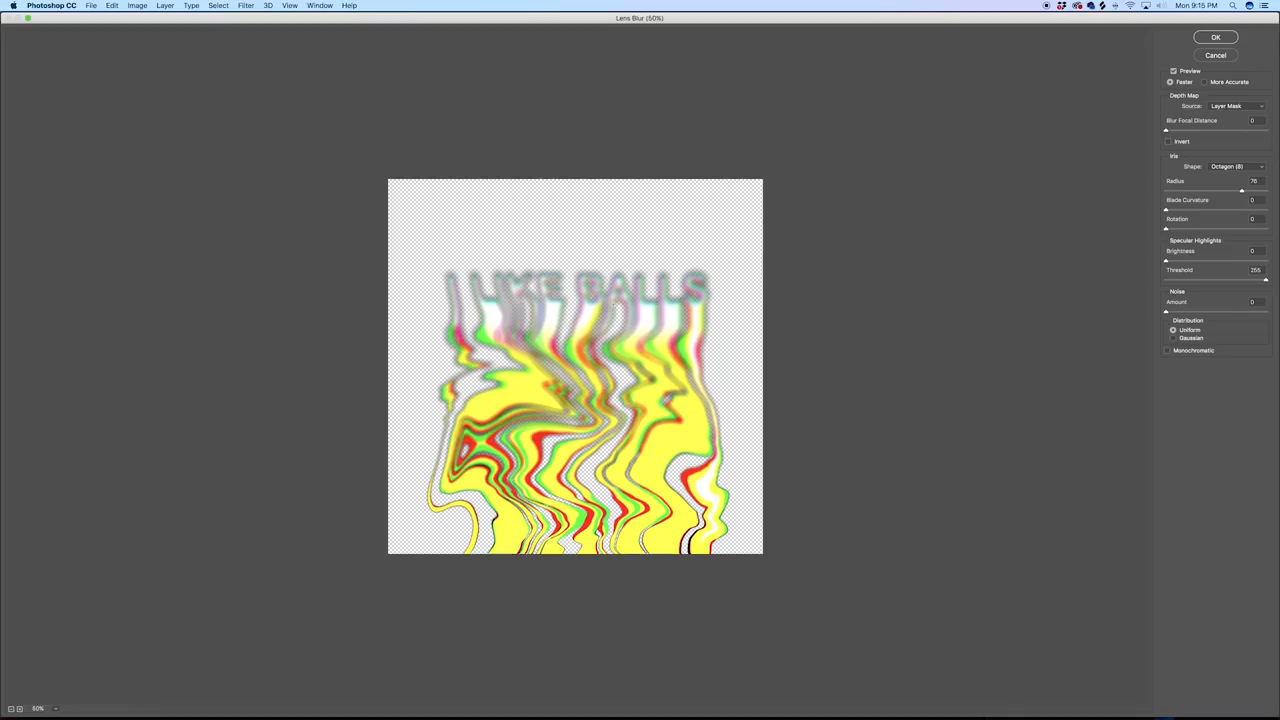 Photoshop CC File Edit Image Layer Type Select Filter 3D View Window Help Mon 9:15 PM
Lens Blur (50%)
OK
Cancel
Preview
Faster More Accurate
Depth Map
Source: Layer Mask
Blur Focal Distance 0
Invert
Iris
Shape: Octagon (8)
Radius 76
Blade Curvature 0
Rotation 0
Specular Highlights
Brightness 0
Threshold 255
Noise
Amount 0
Distribution
Uniform
Gaussian
Monochromatic
I LIKE BALLS
50%